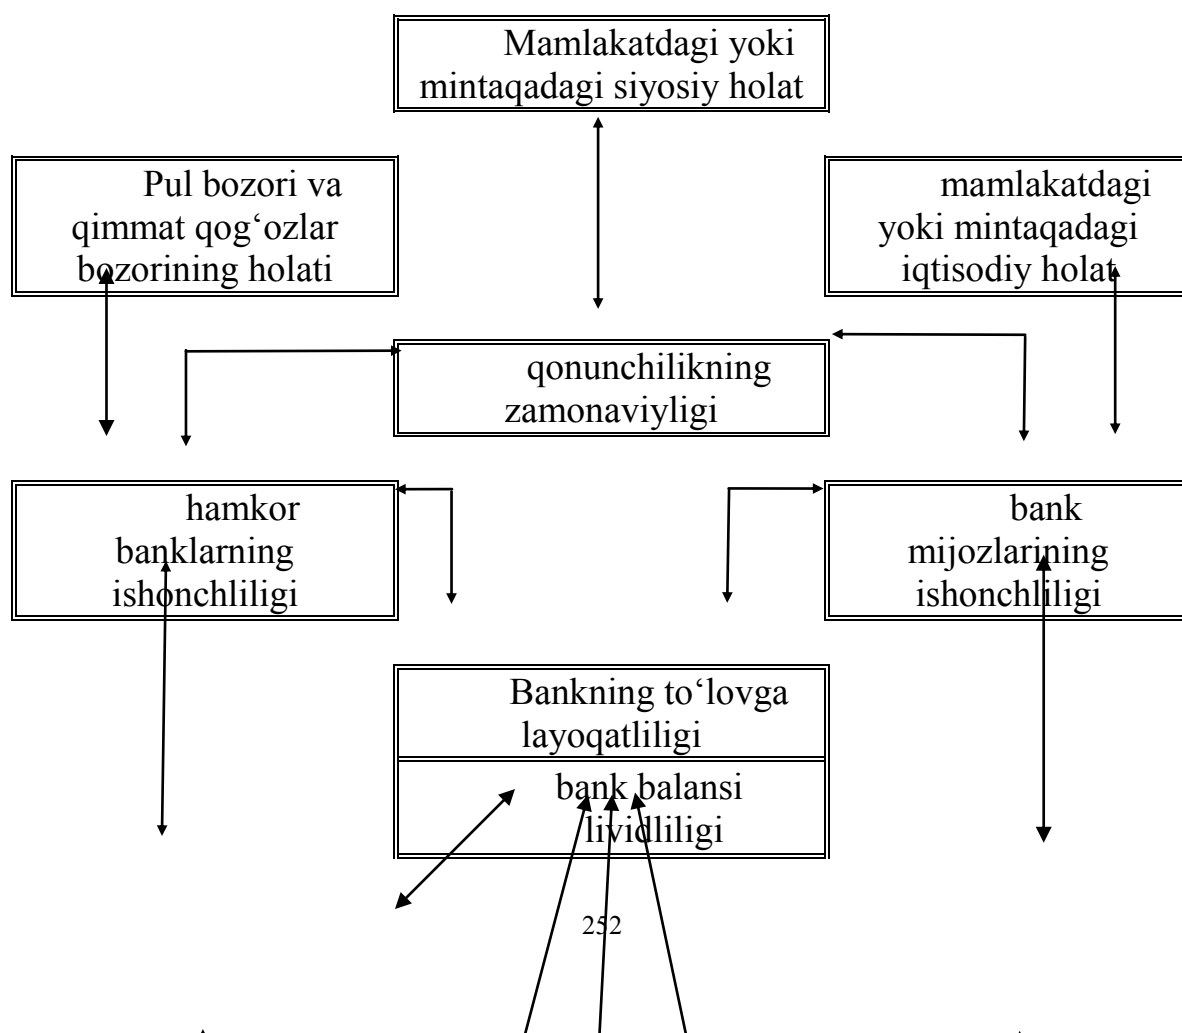 Mamlakatdagi yoki
mintaqadagi siyosiy holat
Pul bozori va
qimmat qog‘ozlar
bozorining holati
mamlakatdagi
yoki mintaqadagi
iqtisodiy holat
qonunchilikning
zamonaviyligi
hamkor
banklarning
ishonchliligi
bank
mijozlarining
ishonchliligi
Bankning to‘lovga
layoqatliligi
bank balansi
lividliligi
252